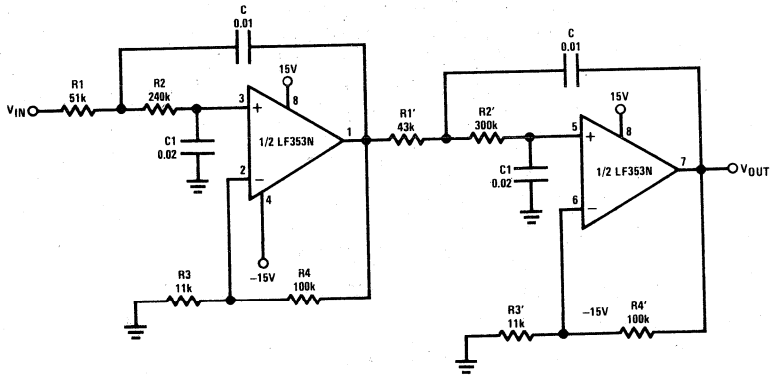 C
0.01
C
0.01
15V
8
R1
51k
R2
240k
VIN
3
+
1
1/2 LF353N
C1
0.02
2
−
4
−15V
R3
11k
R4
100k
R1'
43k
R2'
300k
15V
8
5
+
7
1/2 LF353N
VOUT
C1
0.02
6
−
R3'
11k
−15V
R4'
100k